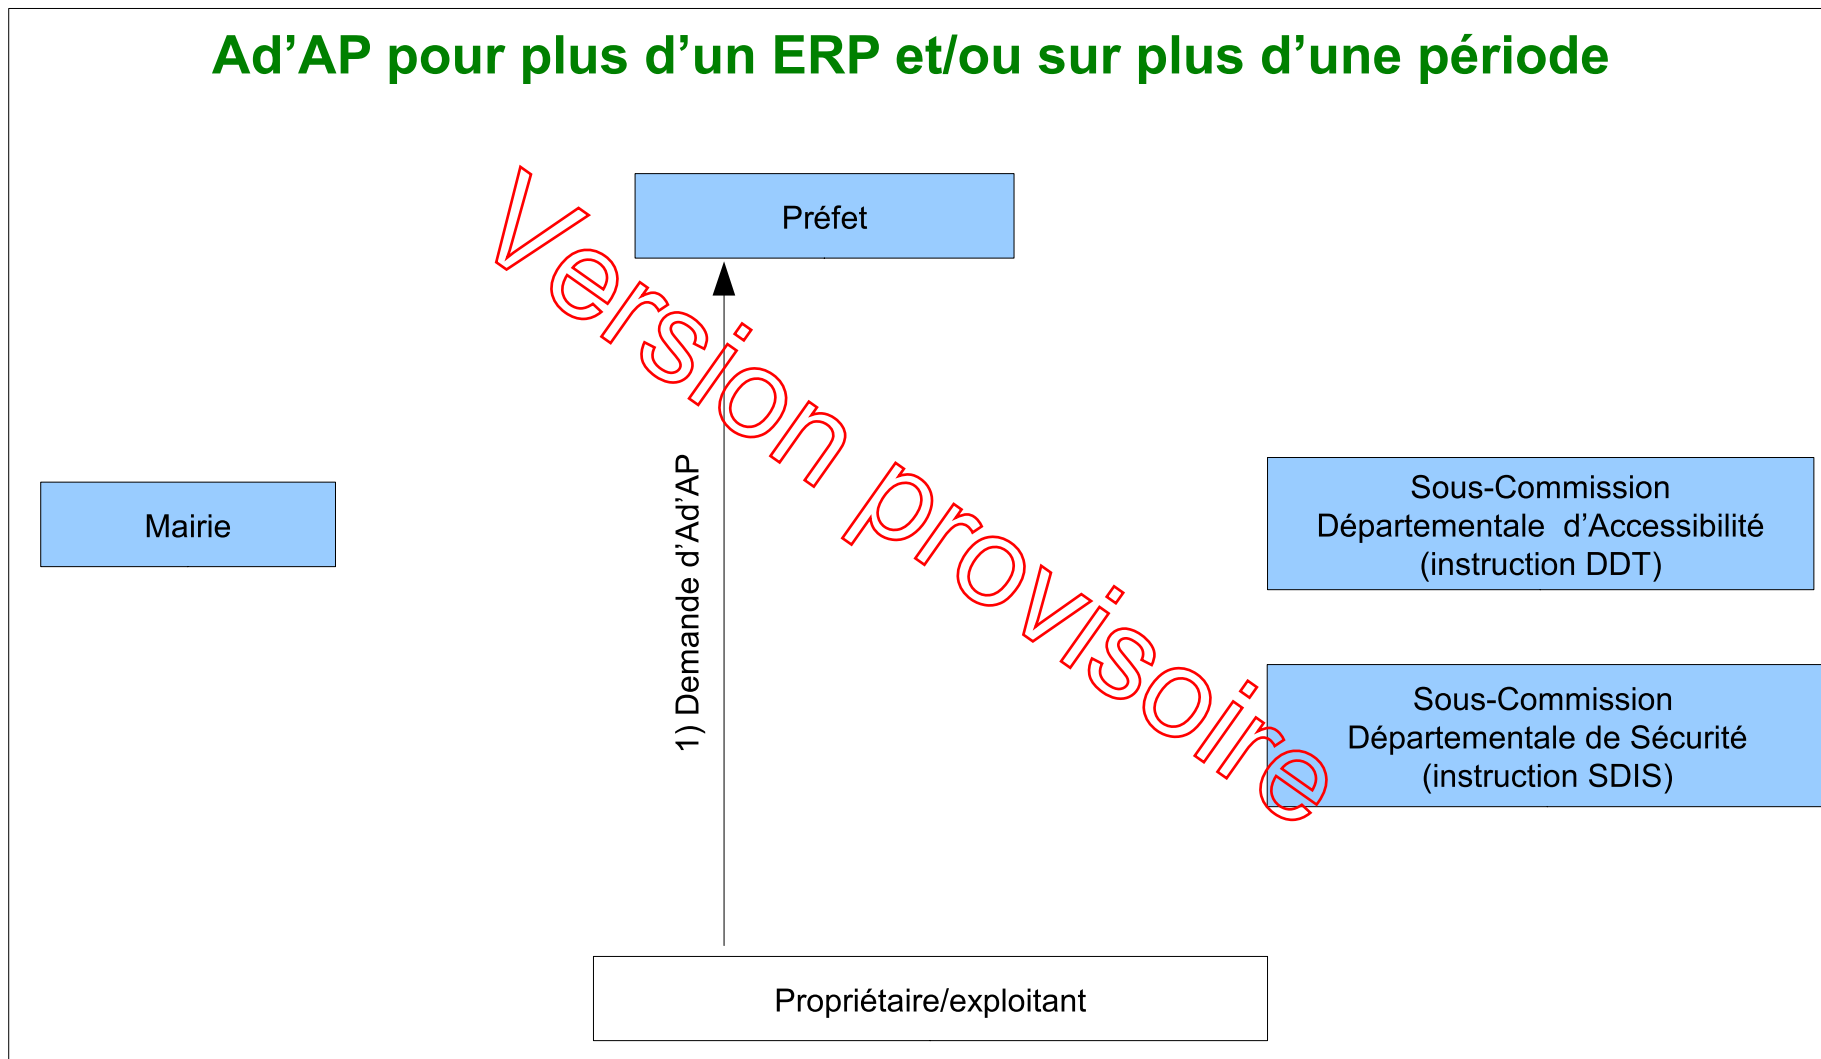 Ad’AP pour plus d’un ERP et/ou sur plus d’une période
Préfet
Version provisoire
1) Demande d’Ad’AP
Mairie
Sous-Commission
Départementale d’Accessibilité
(instruction DDT)
Sous-Commission
Départementale de Sécurité
(instruction SDIS)
Propriétaire/exploitant